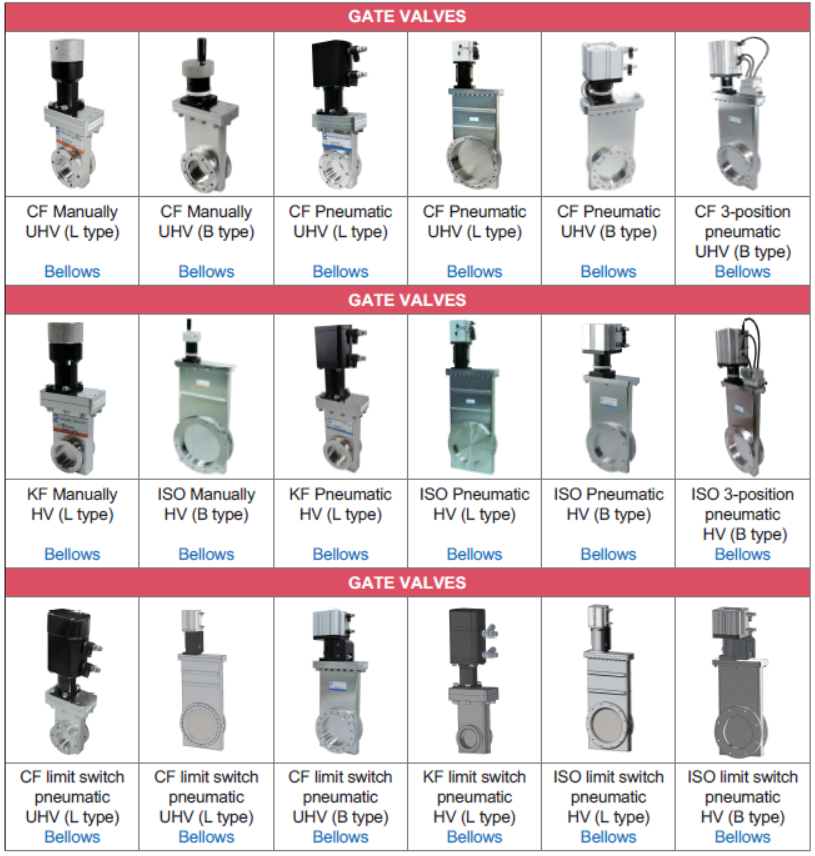 GATE VALVES
CF Manually
UHV (L type)
Bellows
CF Manually
UHV (B type)
Bellows
CF Pneumatic
UHV (L type)
Bellows
CF Pneumatic
UHV (L type)
Bellows
CF Pneumatic
UHV (B type)
Bellows
CF 3-position
pneumatic
UHV (B type)
Bellows
GATE VALVES
KF Manually
HV (L type)
Bellows
ISO Manually
HV (B type)
Bellows
KF Pneumatic
HV (L type)
Bellows
ISO Pneumatic
HV (L type)
Bellows
ISO Pneumatic
HV (B type)
Bellows
ISO 3-position
pneumatic
HV (B type)
Bellows
GATE VALVES
CF limit switch
pneumatic
UHV (L type)
Bellows
CF limit switch
pneumatic
UHV (L type)
Bellows
CF limit switch
pneumatic
UHV (B type)
Bellows
KF limit switch
pneumatic
HV (L type)
Bellows
ISO limit switch
pneumatic
HV (L type)
Bellows
ISO limit switch
pneumatic
HV (B type)
Bellows